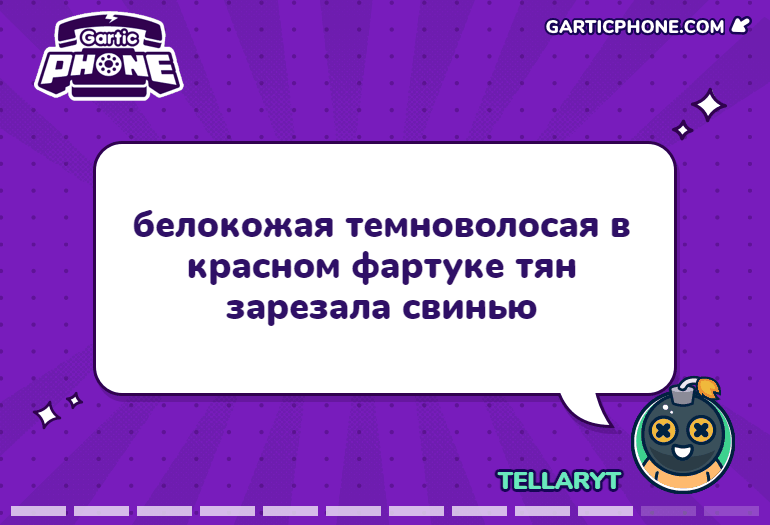 Gartic
PHONE
GARTICPHONE.COM
белокожая темноволосая в
красном фартуке тян
зарезала свинью
TELLARYT